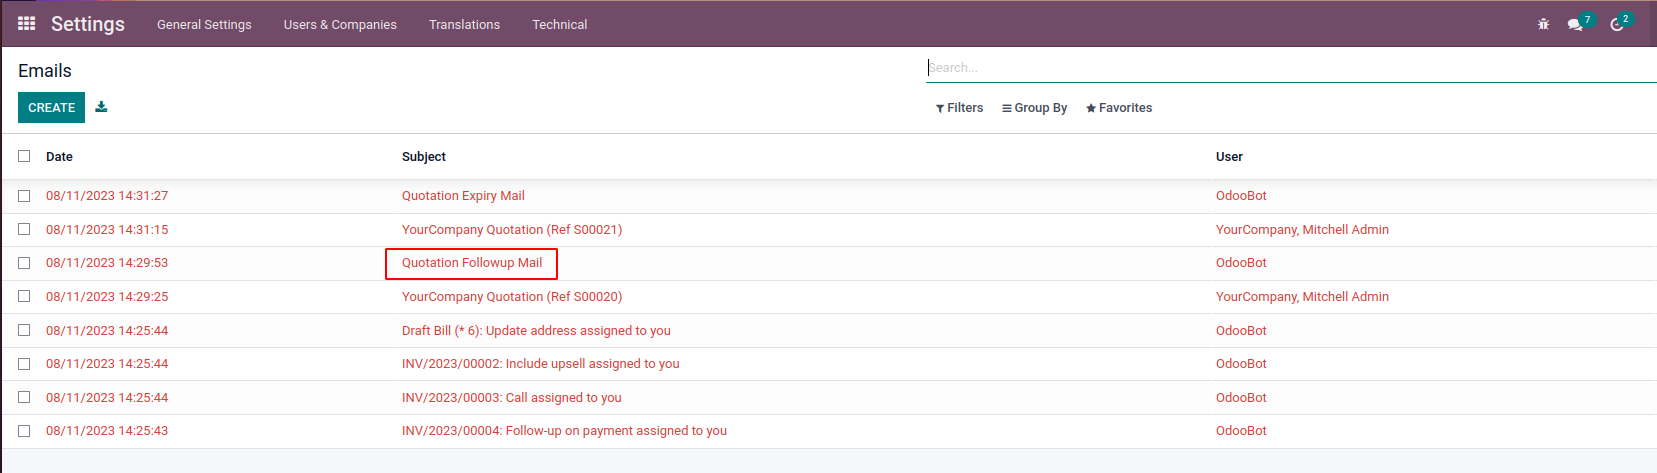 Settings General Settings Users & Companies Translations Technical 7 2
Emails Search...
CREATE Filters Group By Favorites
Date Subject User
08/11/2023 14:31:27 Quotation Expiry Mail OdooBot
08/11/2023 14:31:15 YourCompany Quotation (Ref S00021) YourCompany, Mitchell Admin
08/11/2023 14:29:53 Quotation Followup Mail OdooBot
08/11/2023 14:29:25 YourCompany Quotation (Ref S00020) YourCompany, Mitchell Admin
08/11/2023 14:25:44 Draft Bill (* 6): Update address assigned to you OdooBot
08/11/2023 14:25:44 INV/2023/00002: Include upsell assigned to you OdooBot
08/11/2023 14:25:44 INV/2023/00003: Call assigned to you OdooBot
08/11/2023 14:25:43 INV/2023/00004: Follow-up on payment assigned to you OdooBot